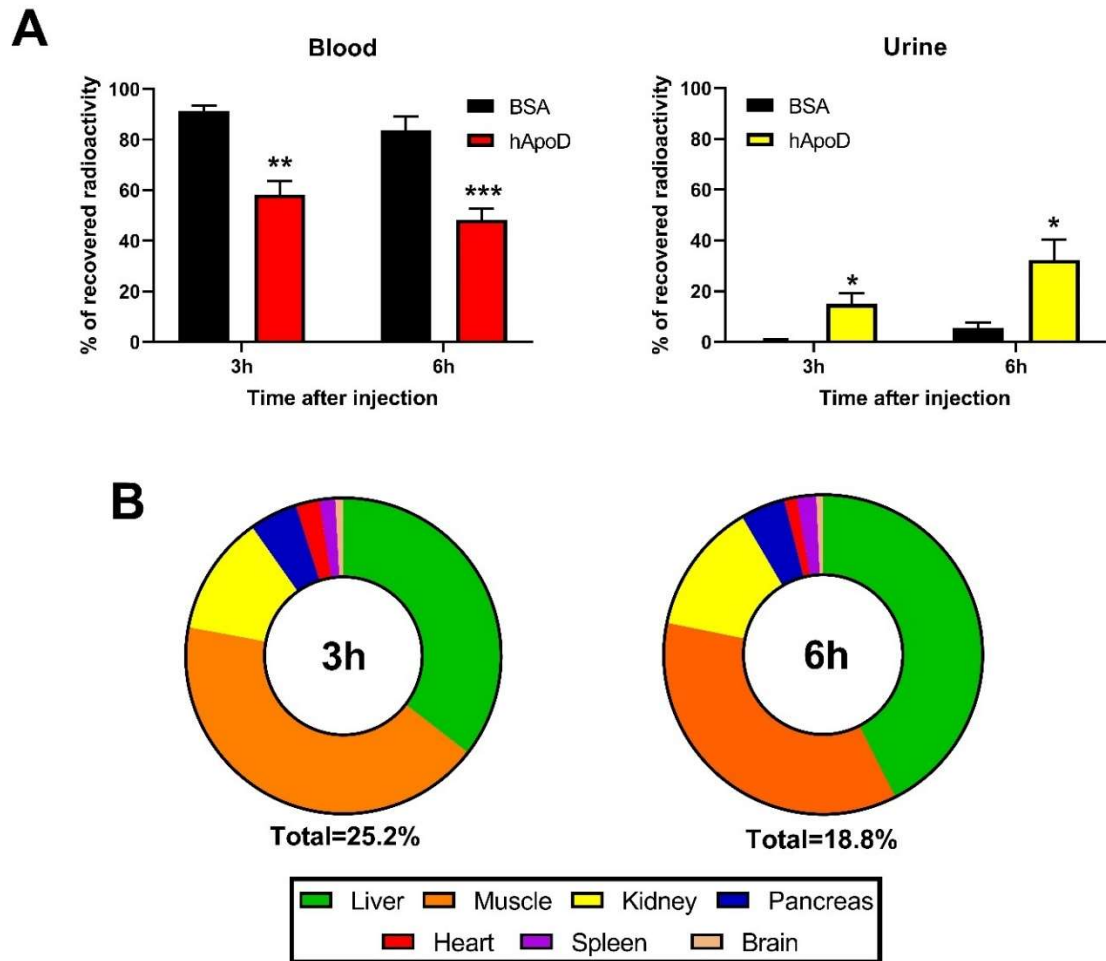 A
Blood
% of recovered radioactivity
100
80
60
40
20
0
BSA
hApoD
**
***
3h
6h
Time after injection
Urine
% of recovered radioactivity
100
80
60
40
20
0
BSA
hApoD
*
*
3h
6h
Time after injection
B
3h
Total=25.2%
6h
Total=18.8%
Liver Muscle Kidney Pancreas
Heart Spleen Brain